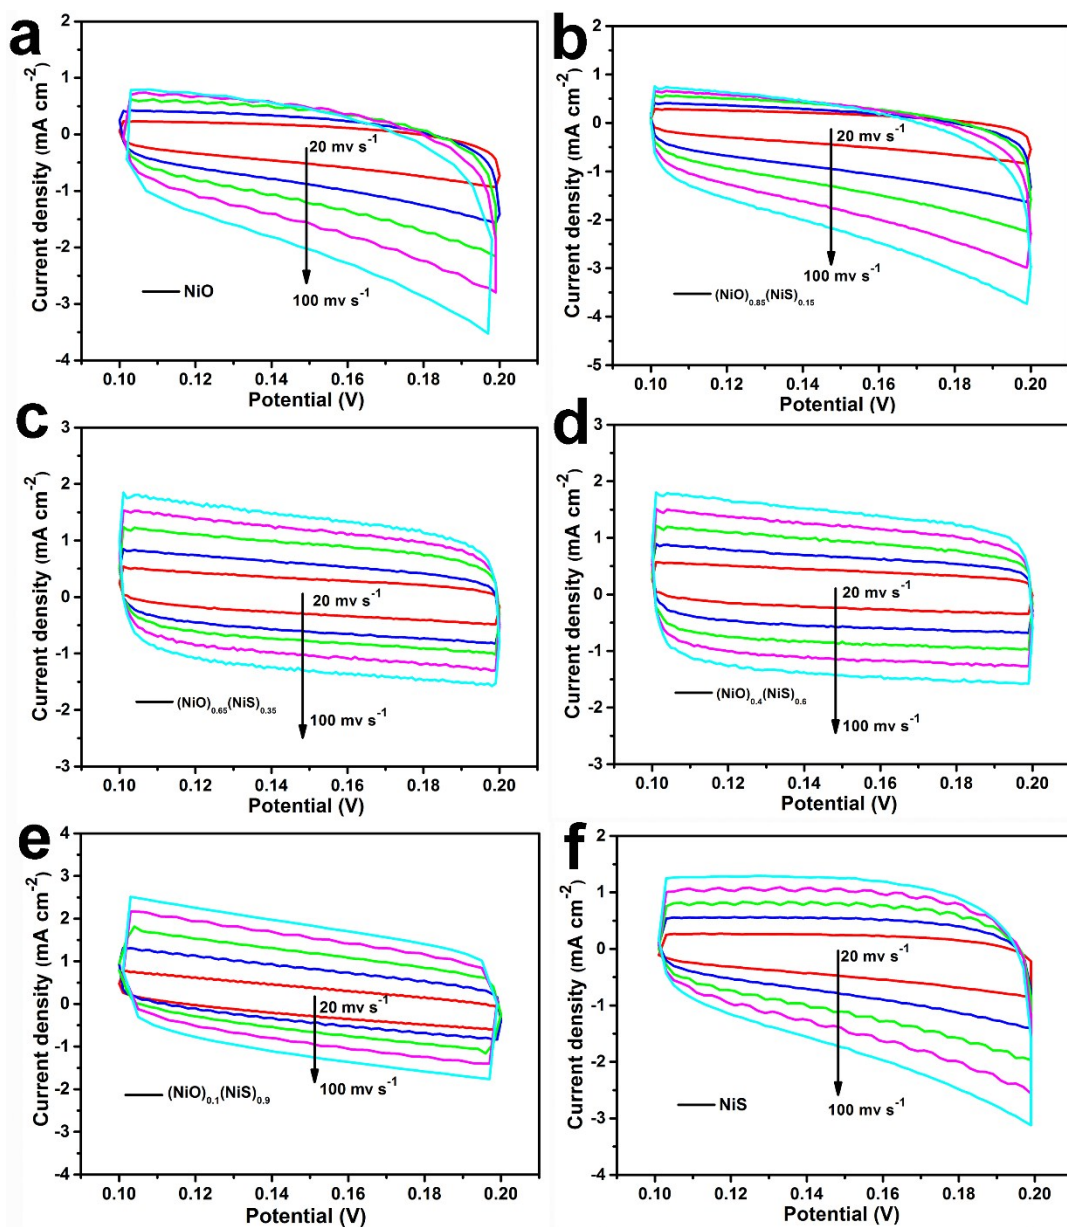 a
Current density (mA cm⁻²)
2
1
0
-1
-2
-3
-4
20 mv s⁻¹
100 mv s⁻¹
NiO
0.10 0.12 0.14 0.16 0.18 0.20
Potential (V)
b
Current density (mA cm⁻²)
2
1
0
-1
-2
-3
-4
-5
20 mv s⁻¹
100 mv s⁻¹
(NiO)₀.₈₅(NiS)₀.₁₅
0.10 0.12 0.14 0.16 0.18 0.20
Potential (V)
c
Current density (mA cm⁻²)
3
2
1
0
-1
-2
-3
20 mv s⁻¹
(NiO)₀.₆₅(NiS)₀.₃₅
100 mv s⁻¹
0.10 0.12 0.14 0.16 0.18 0.20
Potential (V)
d
Current density (mA cm⁻²)
3
2
1
0
-1
-2
-3
20 mv s⁻¹
(NiO)₀.₄(NiS)₀.₆
100 mv s⁻¹
0.10 0.12 0.14 0.16 0.18 0.20
Potential (V)
e
Current density (mA cm⁻²)
4
3
2
1
0
-1
-2
-3
-4
20 mv s⁻¹
100 mv s⁻¹
(NiO)₀.₁(NiS)₀.₉
0.10 0.12 0.14 0.16 0.18 0.20
Potential (V)
f
Current density (mA cm⁻²)
2
1
0
-1
-2
-3
-4
20 mv s⁻¹
100 mv s⁻¹
NiS
0.10 0.12 0.14 0.16 0.18 0.20
Potential (V)